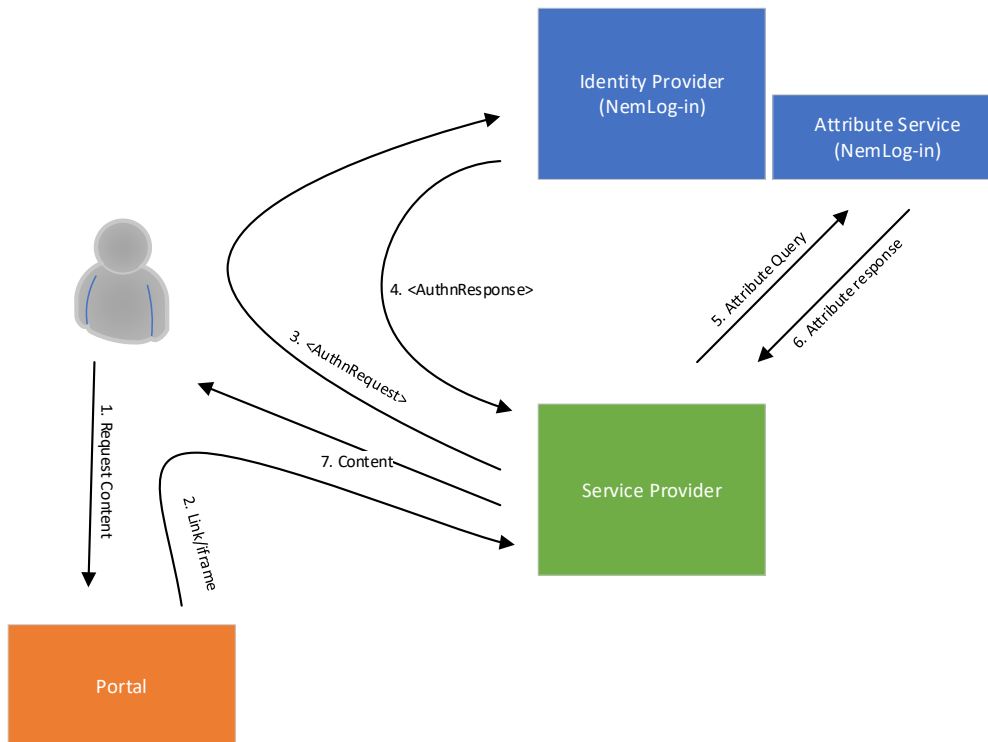 Identity Provider
(NemLog-in)
Attribute Service
(NemLog-in)
5. Attribute Query
6. Attribute response
4. <AuthnResponse>
3. <AuthnRequest>
1. Request Content
7. Content
2. Link/iframe
Service Provider
Portal